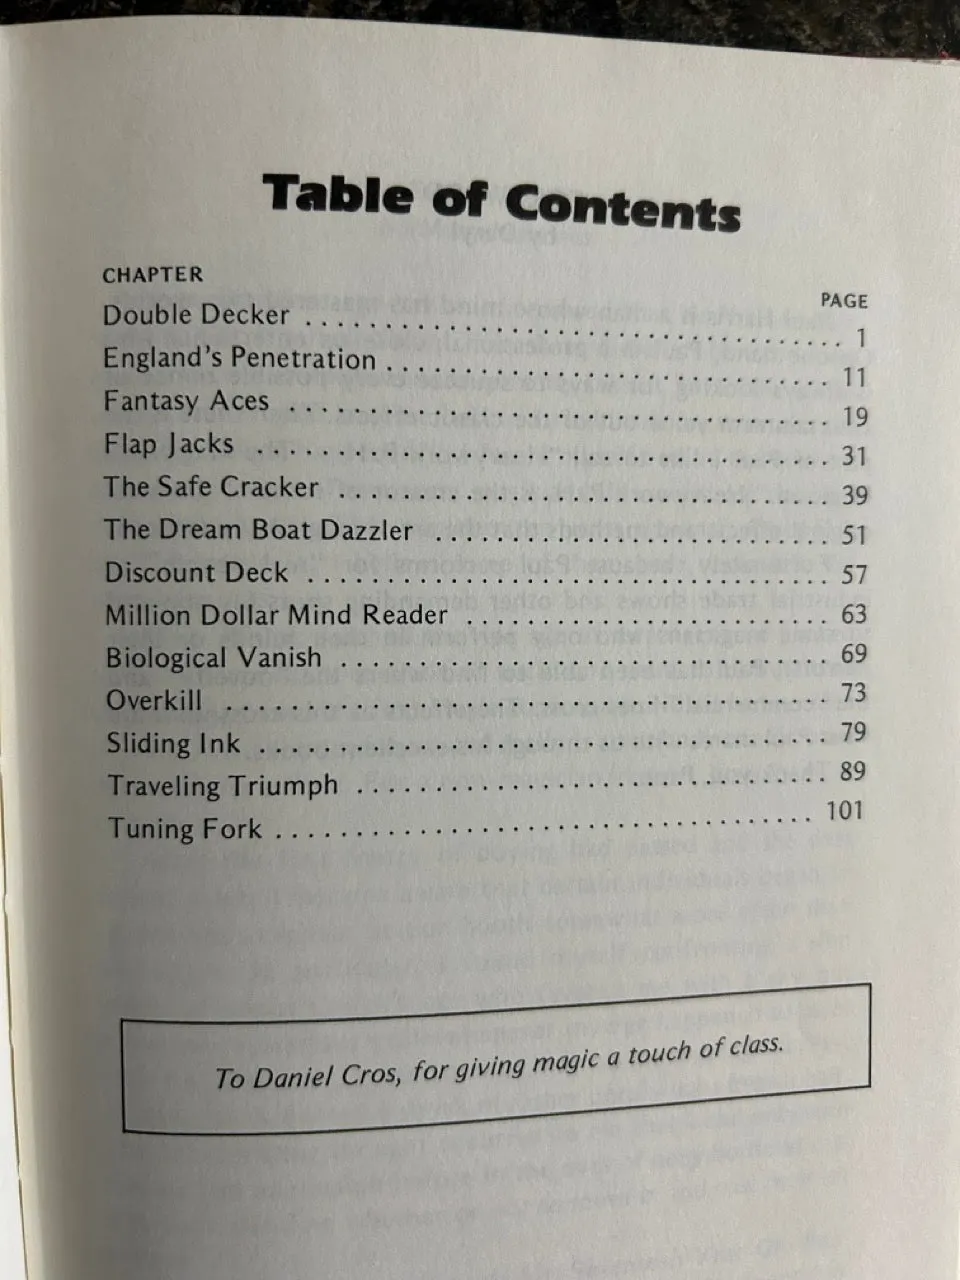 Table of Contents
CHAPTER PAGE
Double Decker . . . . . . . . . . . . . . . . . . . . . . . . . . . . . . . . . . 1
England's Penetration . . . . . . . . . . . . . . . . . . . . . . . . . . . 11
Fantasy Aces . . . . . . . . . . . . . . . . . . . . . . . . . . . . . . . . . 19
Flap Jacks . . . . . . . . . . . . . . . . . . . . . . . . . . . . . . . . . . . 31
The Safe Cracker . . . . . . . . . . . . . . . . . . . . . . . . . . . . . . 39
The Dream Boat Dazzler . . . . . . . . . . . . . . . . . . . . . . . . 51
Discount Deck . . . . . . . . . . . . . . . . . . . . . . . . . . . . . . . . 57
Million Dollar Mind Reader . . . . . . . . . . . . . . . . . . . . . . 63
Biological Vanish . . . . . . . . . . . . . . . . . . . . . . . . . . . . . . 69
Overkill . . . . . . . . . . . . . . . . . . . . . . . . . . . . . . . . . . . . . 73
Sliding Ink . . . . . . . . . . . . . . . . . . . . . . . . . . . . . . . . . . . 79
Traveling Triumph . . . . . . . . . . . . . . . . . . . . . . . . . . . . . 89
Tuning Fork . . . . . . . . . . . . . . . . . . . . . . . . . . . . . . . . . 101
To Daniel Cros, for giving magic a touch of class.